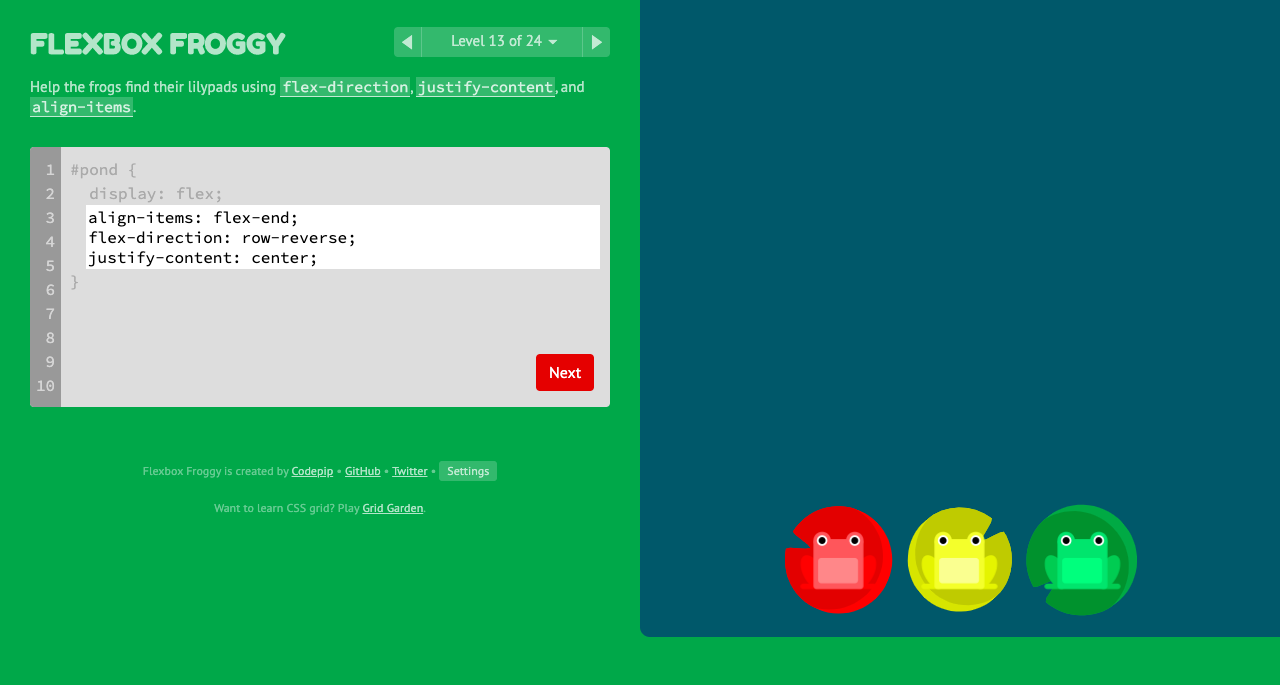 FLEXBOX FROGGY
Level 13 of 24
Help the frogs find their lilypads using flex-direction, justify-content, and
align-items.
1
2
3
4
5
6
7
8
9
10
#pond {
display: flex;
align-items: flex-end;
flex-direction: row-reverse;
justify-content: center;
}
Next
Flexbox Froggy is created by Codepip • GitHub • Twitter • Settings
Want to learn CSS grid? Play Grid Garden.